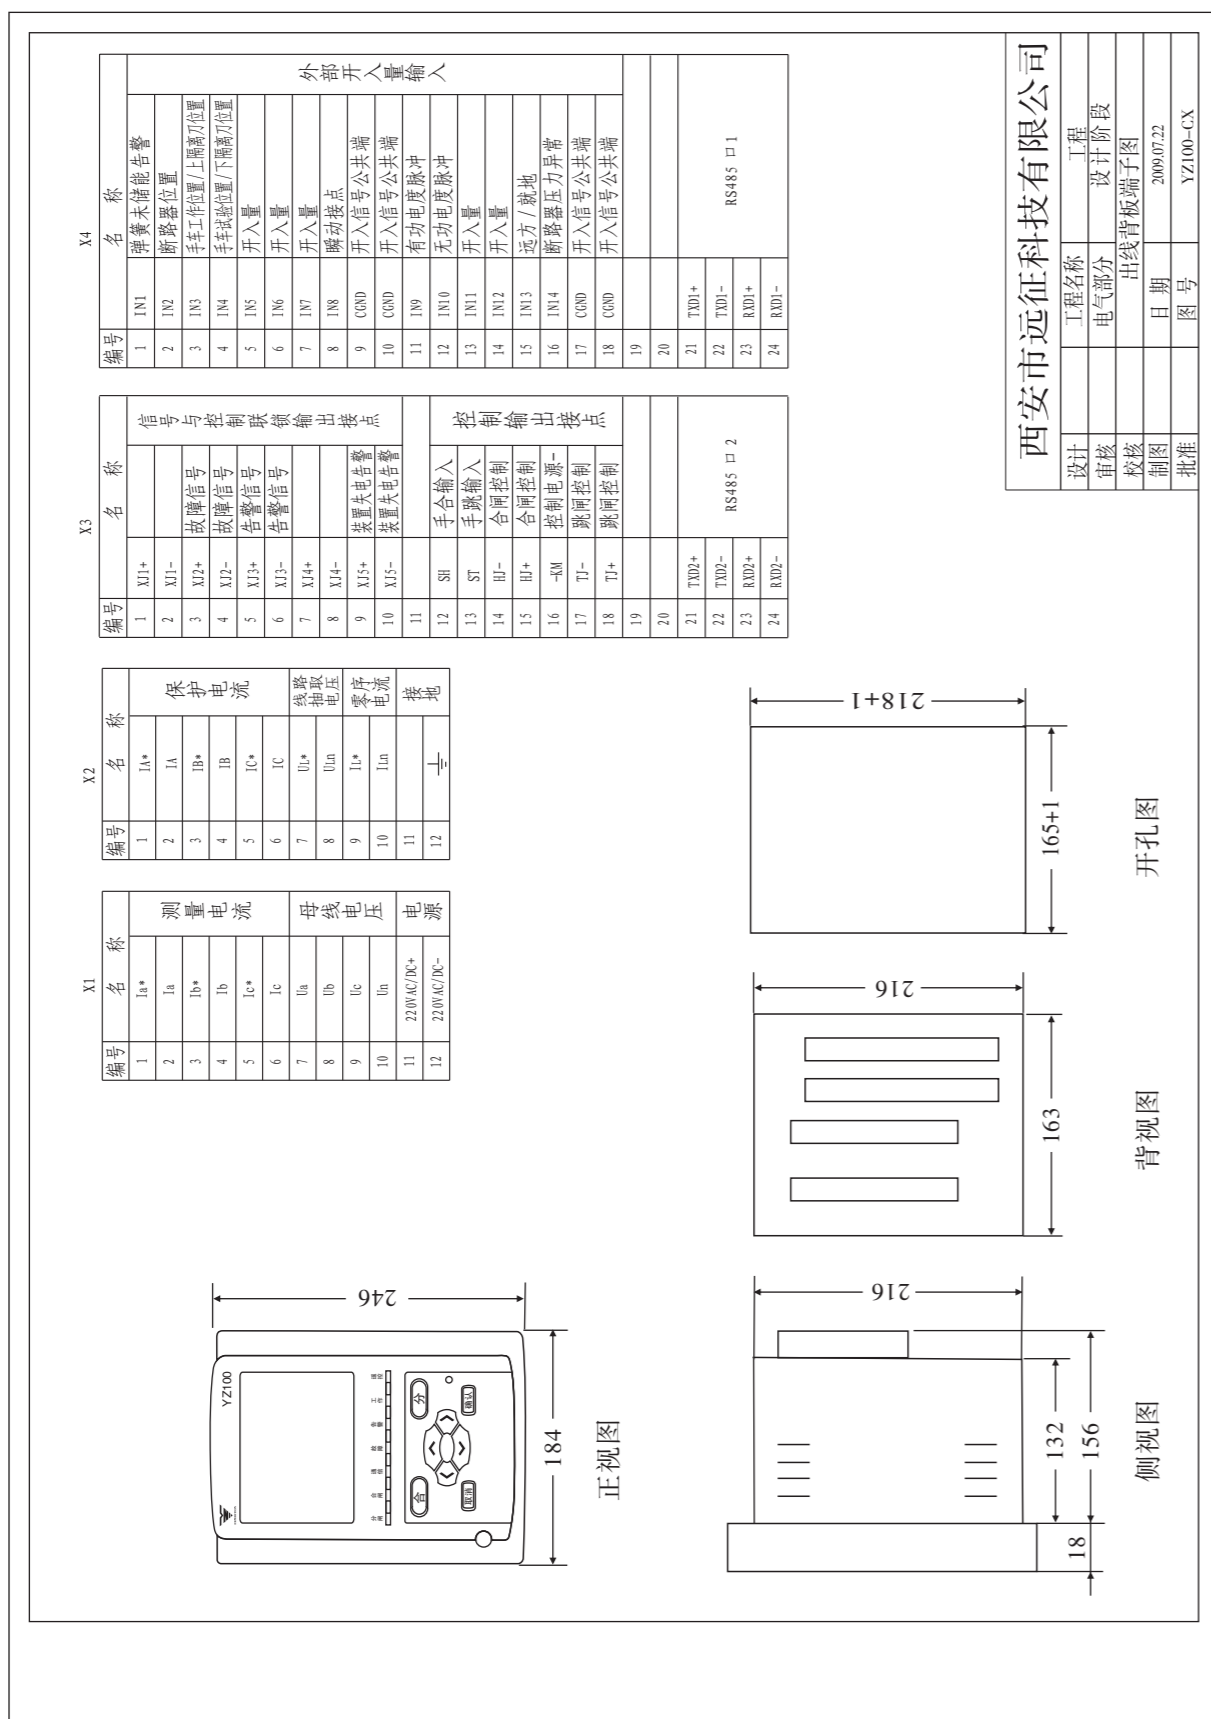 X1
编号 名 称
1 Ia* 测量电流
2 Ia
3 Ib*
4 Ib
5 Ic*
6 Ic
7 Ua 母线电压
8 Ub
9 Uc
10 Un
11 220VAC/DC+ 电源
12 220VAC/DC-
X2
编号 名 称
1 IA* 保护电流
2 IA
3 IB*
4 IB
5 IC*
6 IC
7 UL* 线路抽取电压
8 ULn
9 IL* 零序电流
10 ILn
11 接地
12
X3
编号 名 称
1 XJ1+ 信号与控制联锁输出接点
2 XJ1-
3 XJ2+ 故障信号
4 XJ2- 故障信号
5 XJ3+ 告警信号
6 XJ3- 告警信号
7 XJ4+
8 XJ4-
9 XJ5+ 装置失电告警
10 XJ5- 装置失电告警
11
12 SH 手合输入 控制输出接点
13 ST 手跳输入
14 HJ- 合闸控制
15 HJ+ 合闸控制
16 -KM 控制电源-
17 TJ- 跳闸控制
18 TJ+ 跳闸控制
19
20
21 TXD2+ RS485 口 2
22 TXD2-
23 RXD2+
24 RXD2-
X4
编号 名 称
1 IN1 弹簧未储能告警 外部开入量输入
2 IN2 断路器位置
3 IN3 手车工作位置/上隔离刀位置
4 IN4 手车试验位置/下隔离刀位置
5 IN5 开入量
6 IN6 开入量
7 IN7 开入量
8 IN8 瞬动接点
9 CGND 开入信号公共端
10 CGND 开入信号公共端
11 IN9 有功电度脉冲
12 IN10 无功电度脉冲
13 IN11 开入量
14 IN12 开入量
15 IN13 远方/就地
16 IN14 断路器压力异常
17 CGND 开入信号公共端
18 CGND 开入信号公共端
19
20
21 TXD1+ RS485 口 1
22 TXD1-
23 RXD1+
24 RXD1-
YZ100
合
分
取消
确认
246
184
正视图
216
132
156
18
侧视图
216
163
背视图
218+1
165+1
开孔图
西安市远征科技有限公司
设计 工程名称 工程
审核 电气部分 设计阶段
校核 出线背板端子图
制图 日 期 2009.07.22
批准 图 号 YZ100-CX